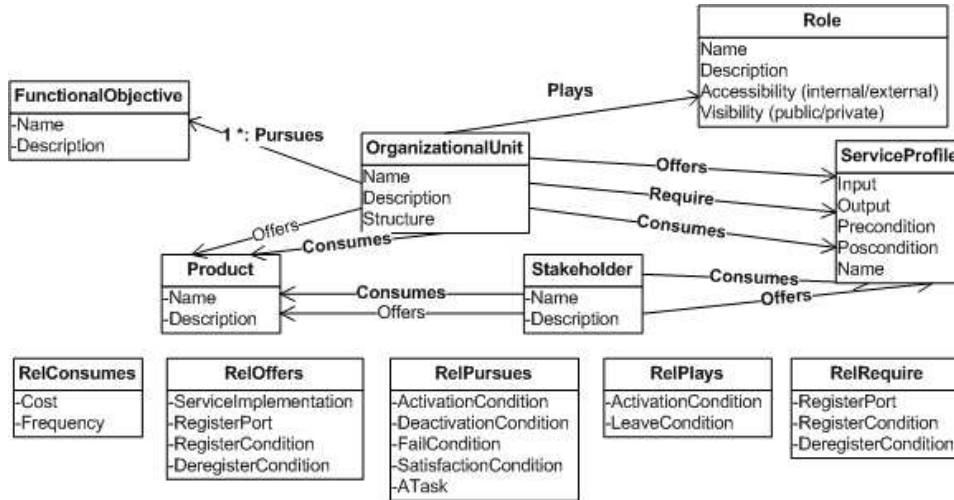 Role
Name
Description
Accessibility (internal/external)
Visibility (public/private)
Plays
FunctionalObjective
-Name
-Description
1 *: Pursues
OrganizationalUnit
Name
Description
Structure
Offers
Require
Consumes
ServiceProfile
Input
Output
Precondition
Poscondition
Name
Offers
Consumes
Product
-Name
-Description
Consumes
Offers
Stakeholder
-Name
-Description
Consumes
Offers
RelConsumes
-Cost
-Frequency
RelOffers
-ServiceImplementation
-RegisterPort
-RegisterCondition
-DeregisterCondition
RelPursues
-ActivationCondition
-DeactivationCondition
-FailCondition
-SatisfactionCondition
-ATask
RelPlays
-ActivationCondition
-LeaveCondition
RelRequire
-RegisterPort
-RegisterCondition
-DeregisterCondition